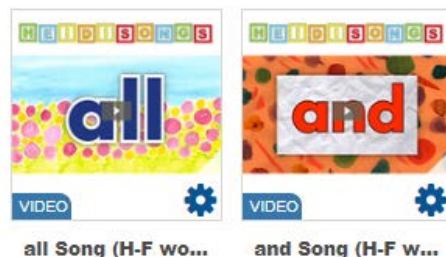 HEIDISONGS HEIDISONGS
all and
VIDEO VIDEO
all Song (H-F wo... and Song (H-F w...